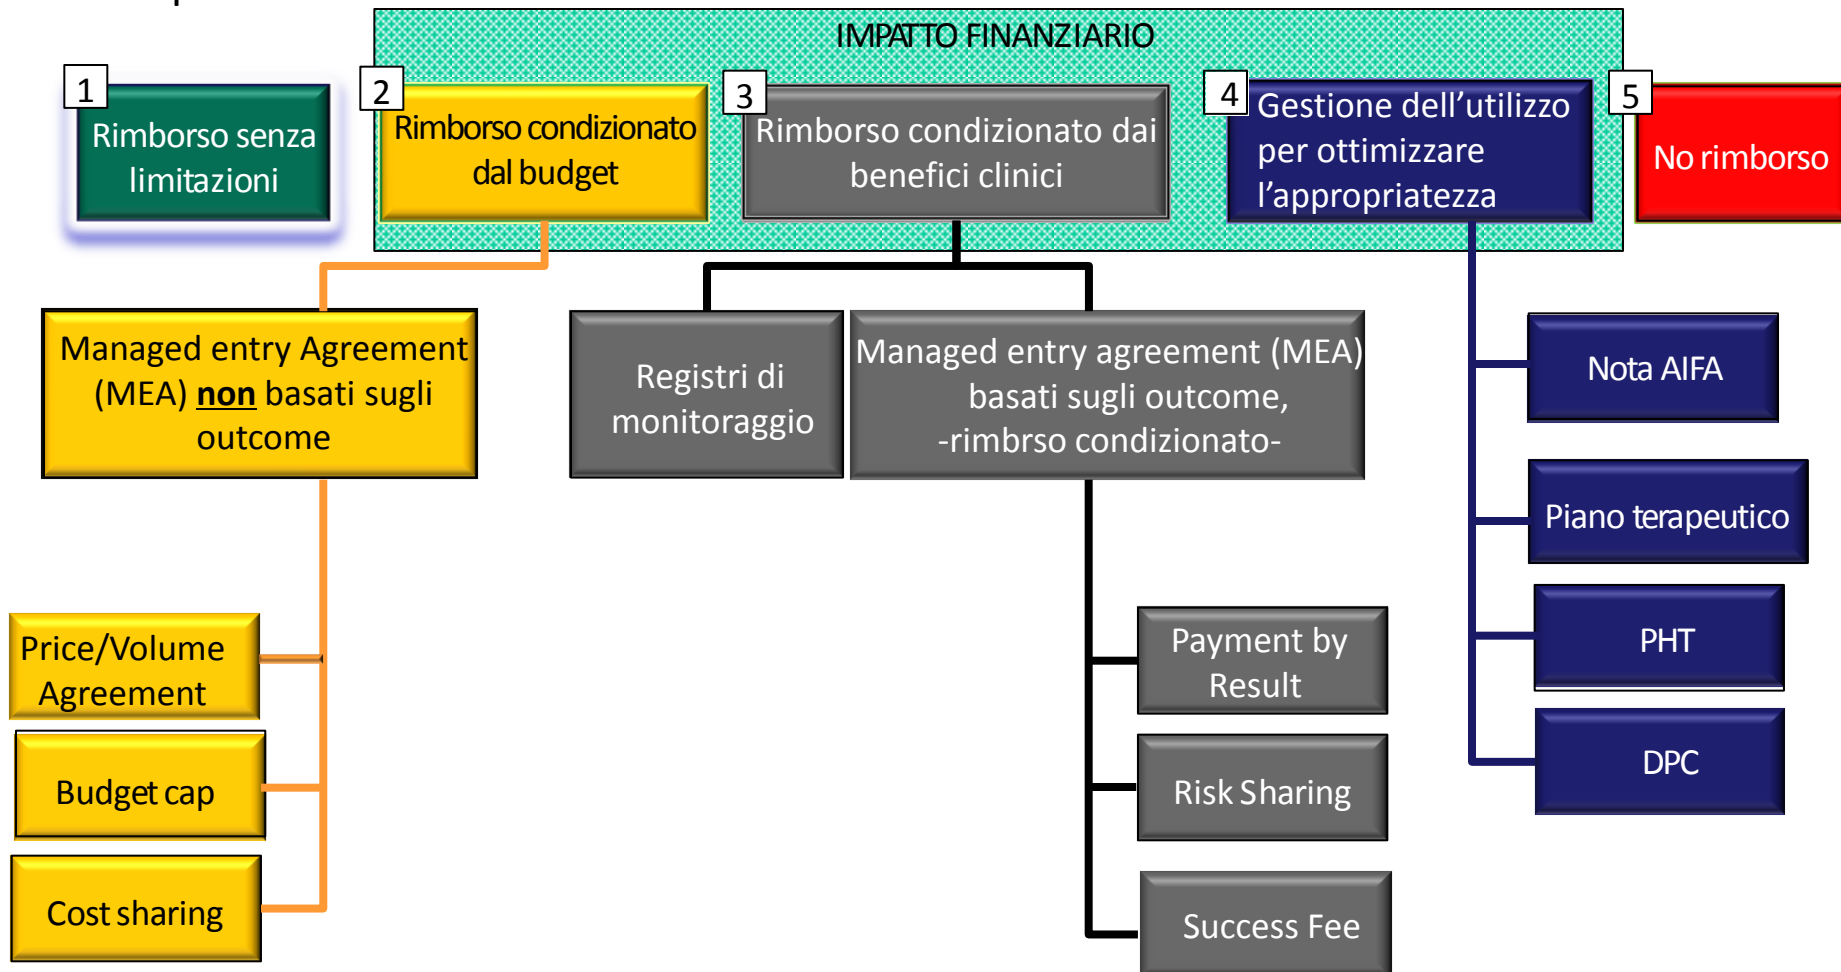 IMPATTO FINANZIARIO
1
Rimborso senza
limitazioni
2
Rimborso condizionato
dal budget
3
Rimborso condizionato dai
benefici clinici
4
Gestione dell’utilizzo
per ottimizzare
l’appropriatezza
5
No rimborso
Managed entry Agreement
(MEA) non basati sugli
outcome
Registri di
monitoraggio
Managed entry agreement (MEA)
basati sugli outcome,
-rimbrso condizionato-
Nota AIFA
Piano terapeutico
PHT
DPC
Price/Volume
Agreement
Budget cap
Cost sharing
Payment by
Result
Risk Sharing
Success Fee